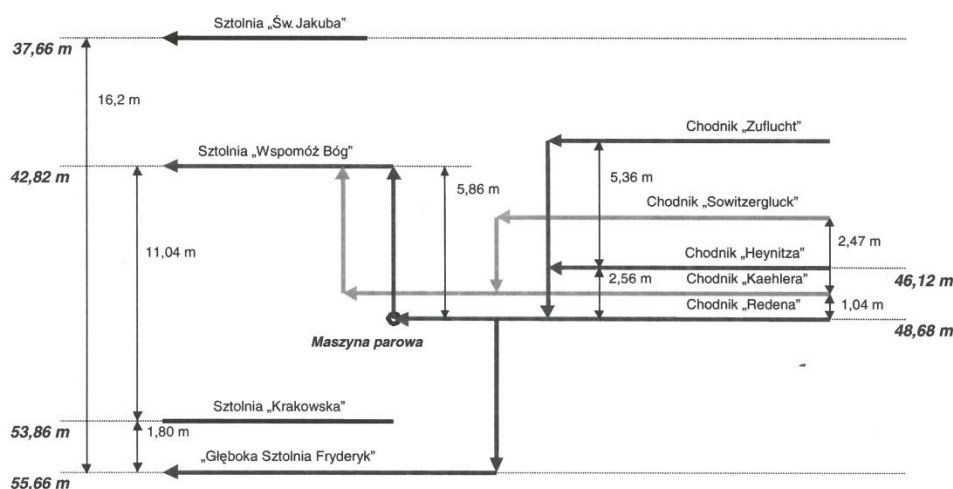 Sztolnia „Św. Jakuba”
37,66 m
16,2 m
Chodnik „Zuflucht”
Sztolnia „Wspomóż Bóg”
42,82 m
5,86 m
5,36 m
Chodnik „Sowitzergluck”
2,47 m
11,04 m
Chodnik „Heynitza”
2,56 m
Chodnik „Kaehlera”
46,12 m
Chodnik „Redena”
1,04 m
48,68 m
Maszyna parowa
Sztolnia „Krakowska”
53,86 m
1,80 m
„Głęboka Sztolnia Fryderyk”
55,66 m